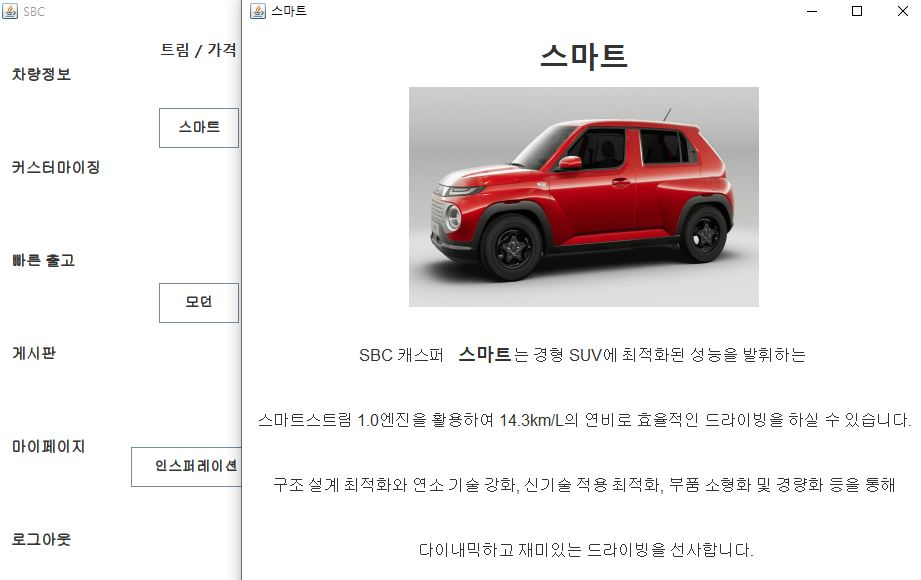 SBC
트림 / 가격
차량정보
스마트
커스터마이징
빠른 출고
모던
게시판
마이페이지
인스퍼레이션
로그아웃
스마트
스마트
SBC 캐스퍼 스마트는 경형 SUV에 최적화된 성능을 발휘하는
스마트스트림 1.0엔진을 활용하여 14.3km/L의 연비로 효율적인 드라이빙을 하실 수 있습니다.
구조 설계 최적화와 연소 기술 강화, 신기술 적용 최적화, 부품 소형화 및 경량화 등을 통해
다이내믹하고 재미있는 드라이빙을 선사합니다.